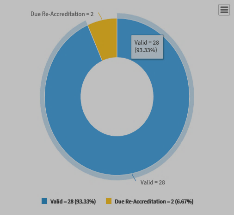 Due Re-Accreditation = 2
Valid = 28
(93.33%)
Valid = 28
Valid = 28 (93.33%) Due Re-Accreditation = 2 (6.67%)